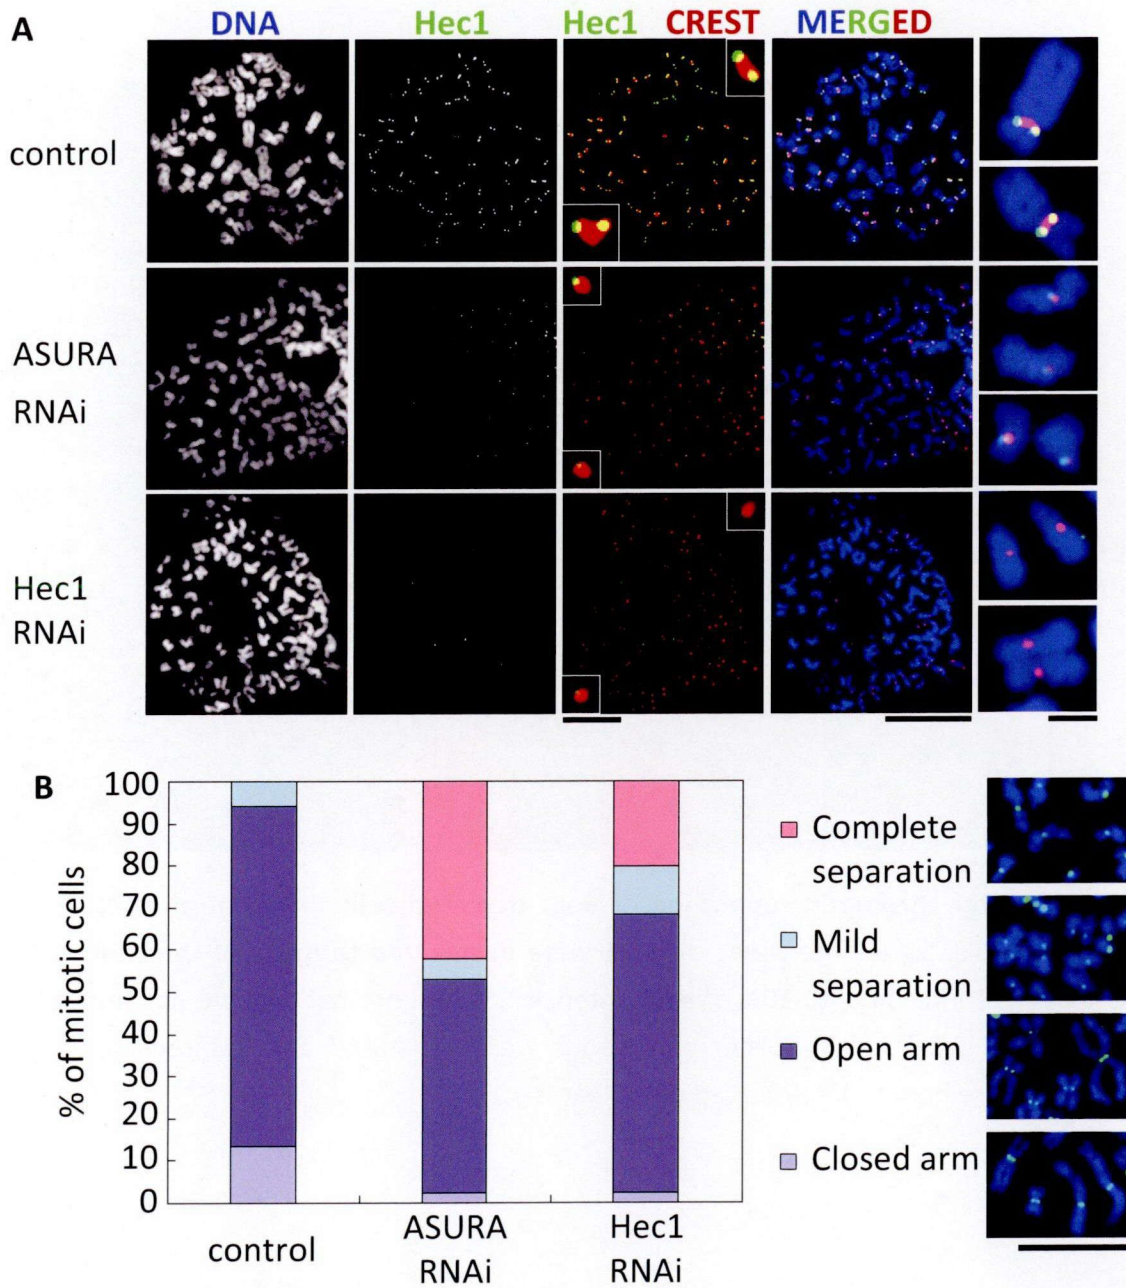 A
DNA Hec1 Hec1 CREST MERGED
control
ASURA
RNAi
Hec1
RNAi
B
% of mitotic cells
100
90
80
70
60
50
40
30
20
10
0
control
ASURA
RNAi
Hec1
RNAi
Complete
separation
Mild
separation
Open arm
Closed arm